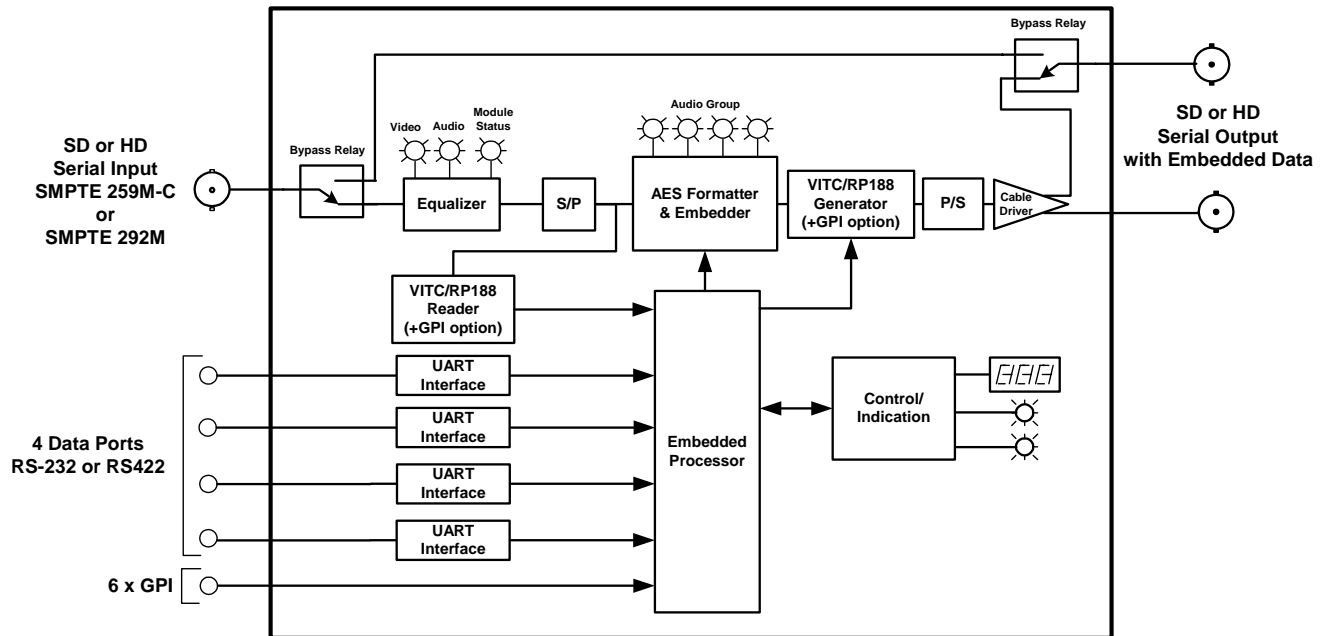 Bypass Relay
Audio Group
Module
Status
Video
Audio
SD or HD
Serial Input
SMPTE 259M-C
or
SMPTE 292M
Bypass Relay
Equalizer
S/P
AES Formatter
& Embedder
VITC/RP188
Generator
(+GPI option)
P/S
Cable
Driver
SD or HD
Serial Output
with Embedded Data
VITC/RP188
Reader
(+GPI option)
4 Data Ports
RS-232 or RS422
UART
Interface
UART
Interface
UART
Interface
UART
Interface
6 x GPI
Embedded
Processor
Control/
Indication